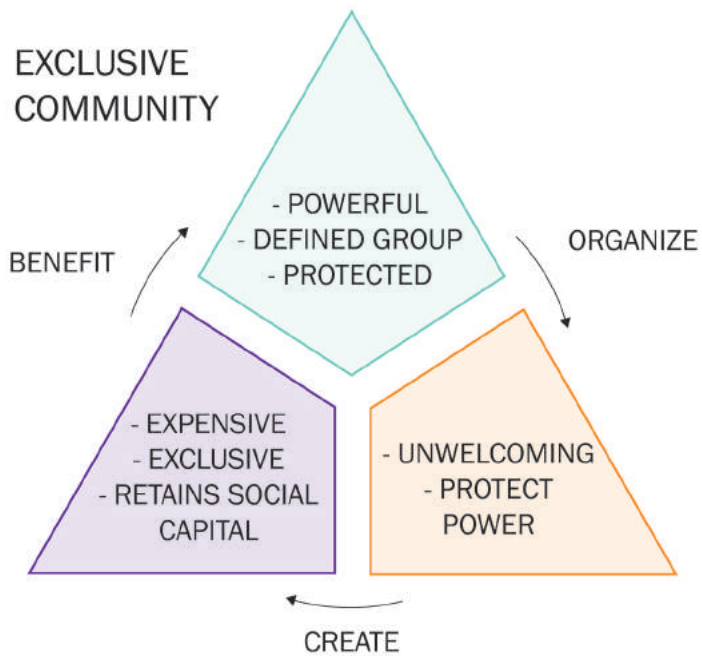 EXCLUSIVE
COMMUNITY
- POWERFUL
- DEFINED GROUP
- PROTECTED
BENEFIT
ORGANIZE
- EXPENSIVE
- EXCLUSIVE
- RETAINS SOCIAL
CAPITAL
- UNWELCOMING
- PROTECT
POWER
CREATE